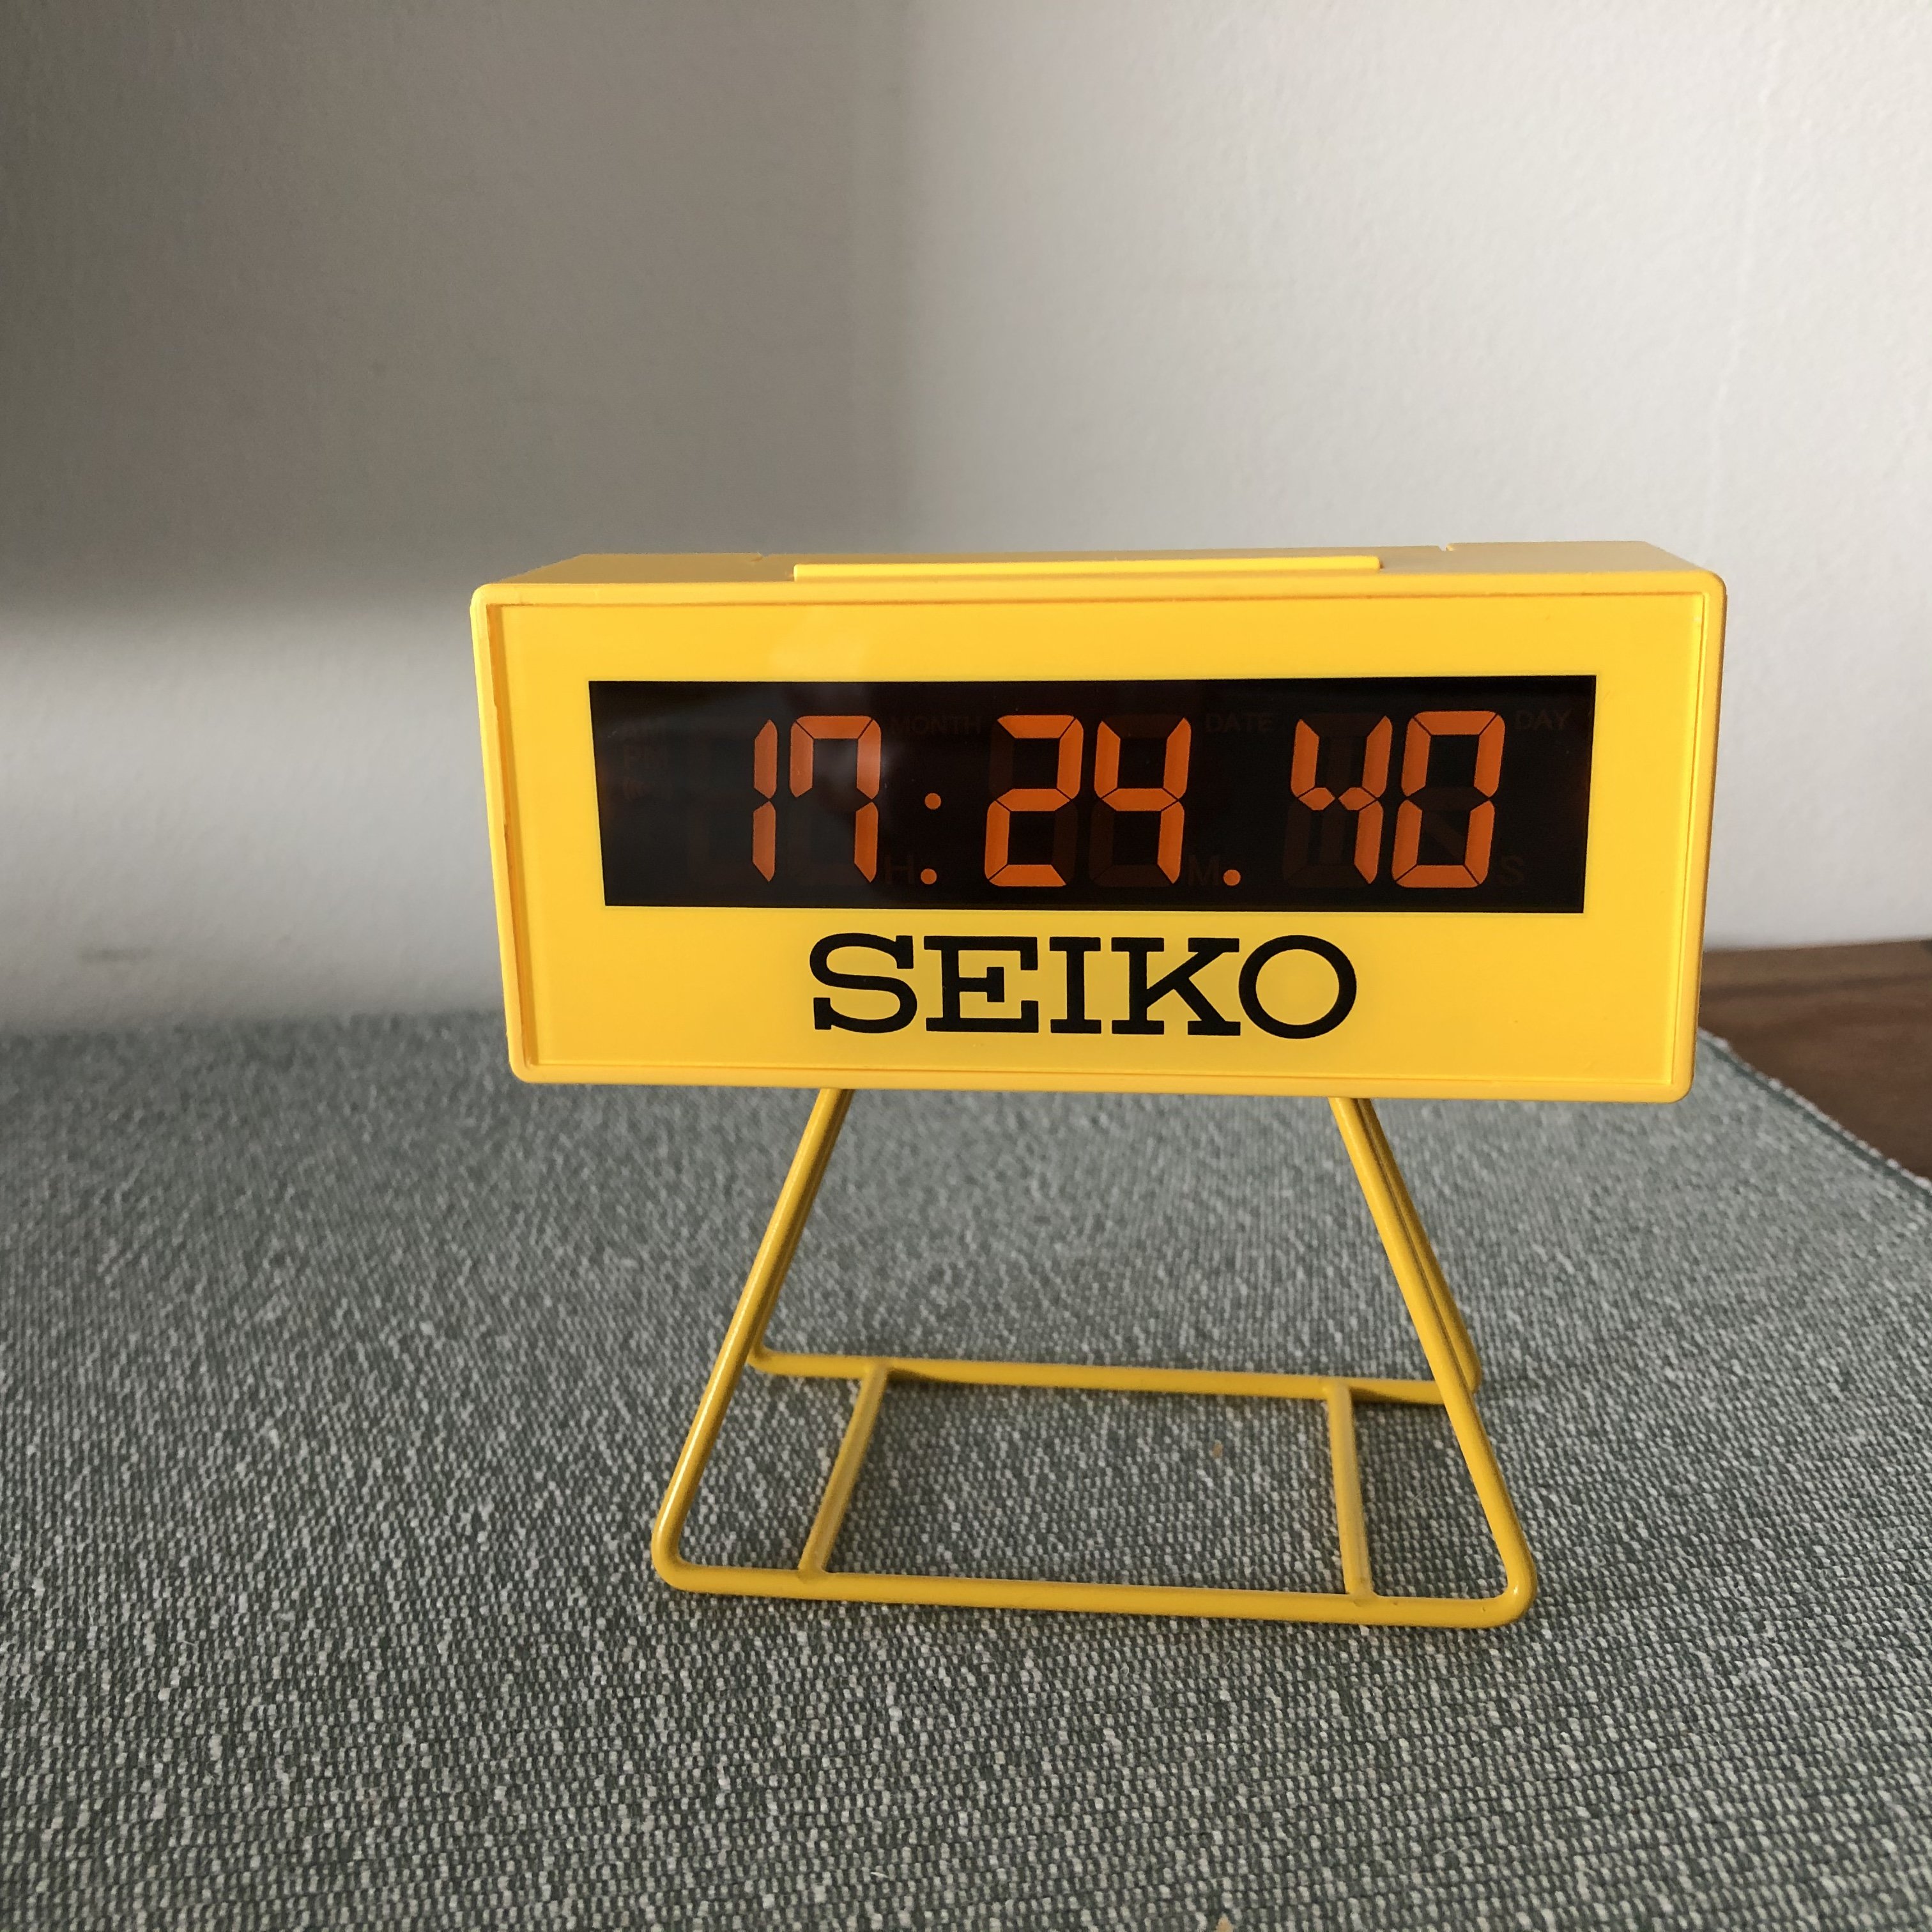 MONTH DATE DAY
17:24 40
H. M. S
SEIKO